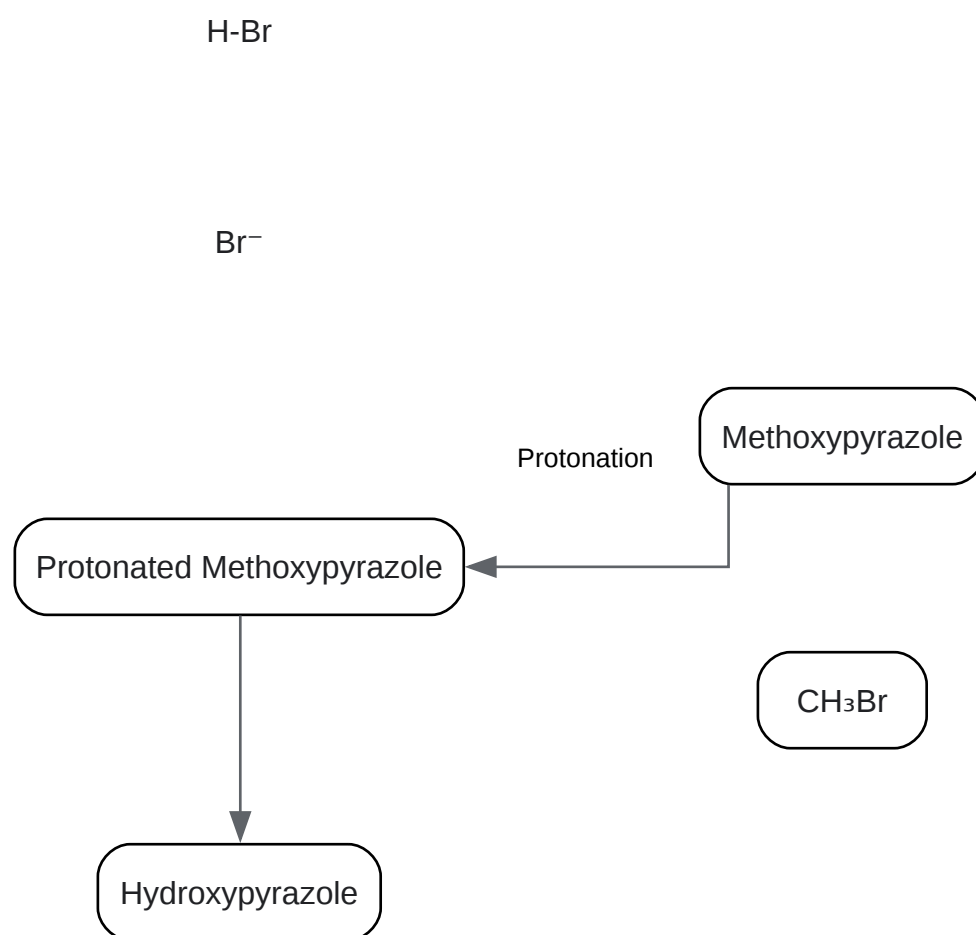 H-Br
Br⁻
Methoxypyrazole
Protonation
Protonated Methoxypyrazole
CH₃Br
Hydroxypyrazole